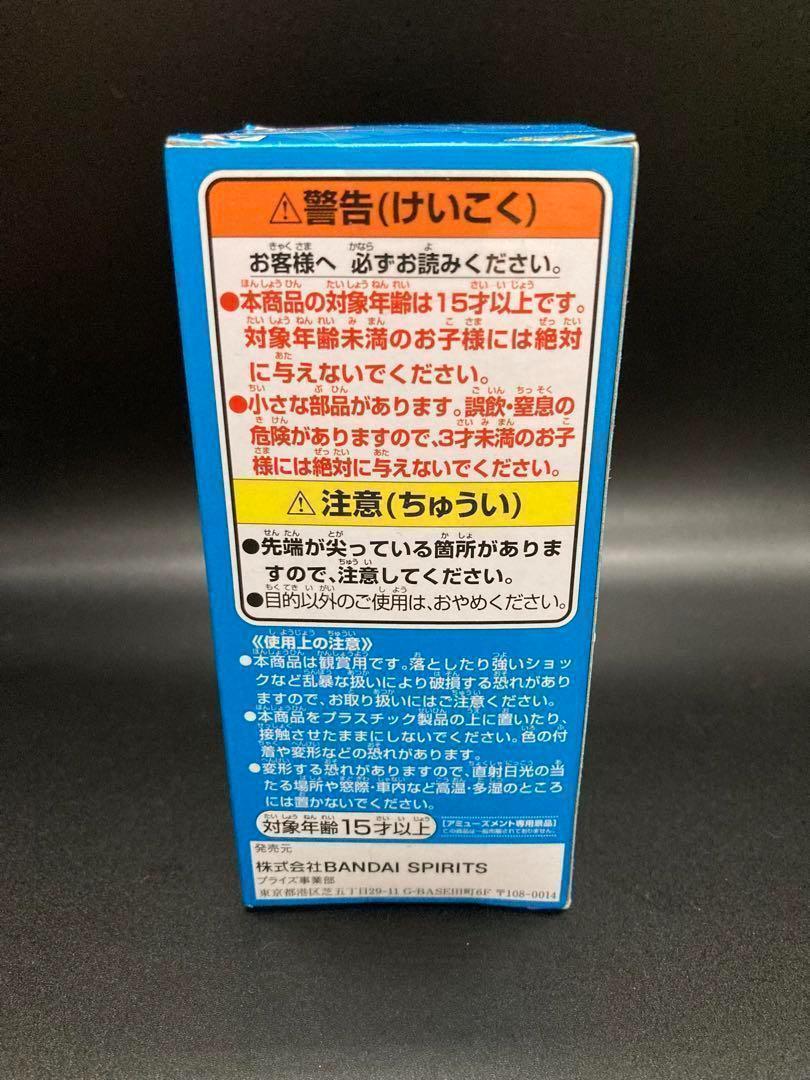 ⚠警告(けいこく)
お客様へ 必ずお読みください。
●本商品の対象年齢は15才以上です。
対象年齢未満のお子様には絶対
に与えないでください。
●小さな部品があります。誤飲・窒息の
危険がありますので、3才未満のお子
様には絶対に与えないでください。
⚠注意(ちゅうい)
●先端が尖っている箇所がありま
すので、注意してください。
●目的以外のご使用は、おやめください。
《使用上の注意》
●本商品は観賞用です。落としたり強いショッ
クなど乱暴な扱いにより破損する恐れがあり
ますので、お取り扱いにはご注意ください。
●本商品をプラスチック製品の上に置いたり、
接触させたままにしないでください。色の付
着や変形などの恐れがあります。
●変形する恐れがありますので、直射日光の当
たる場所や窓際・車内など高温・多湿のところ
には置かないでください。
対象年齢15才以上
[アミューズメント専用景品]
この商品は一般市販されておりません。
発売元
株式会社BANDAI SPIRITS
プライズ事業部
東京都港区芝五丁目29-11 G-BASE田町6F 〒108-0014